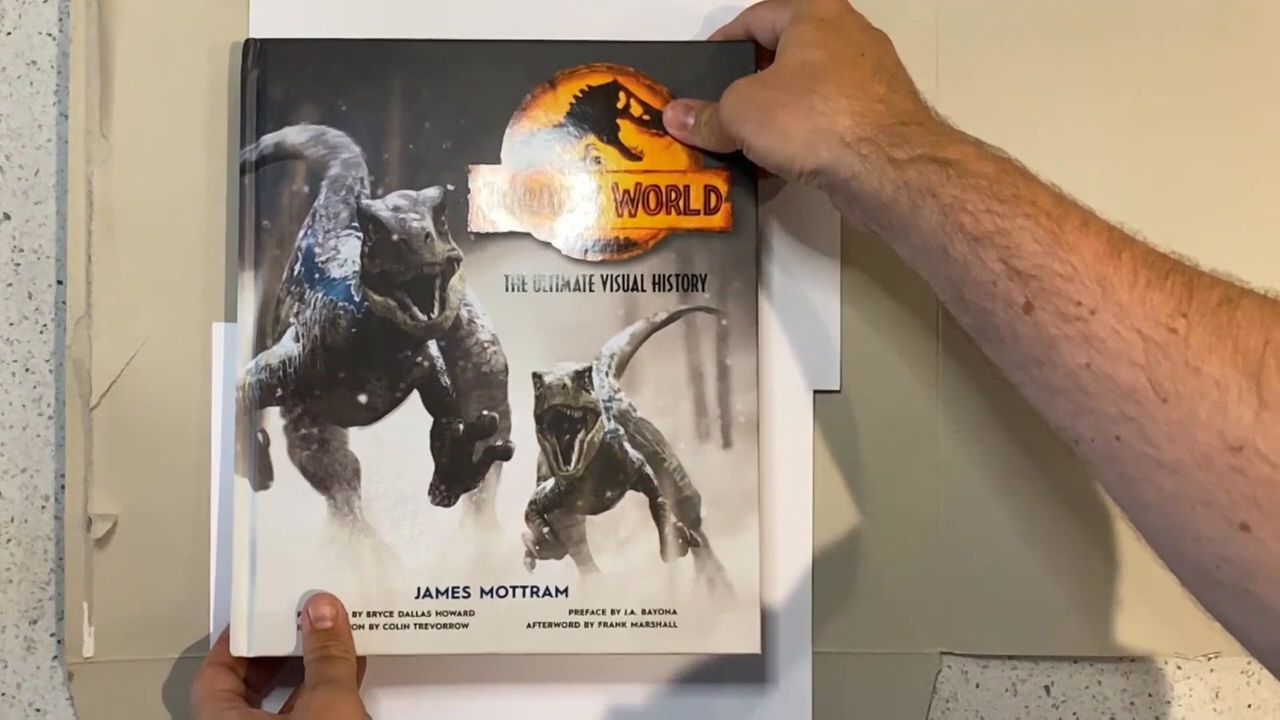 WORLD
THE ULTIMATE VISUAL HISTORY
JAMES MOTTRAM
BY BRYCE DALLAS HOWARD
BY COLIN TREVORROW
PREFACE BY J.A. BAYONA
AFTERWORD BY FRANK MARSHALL